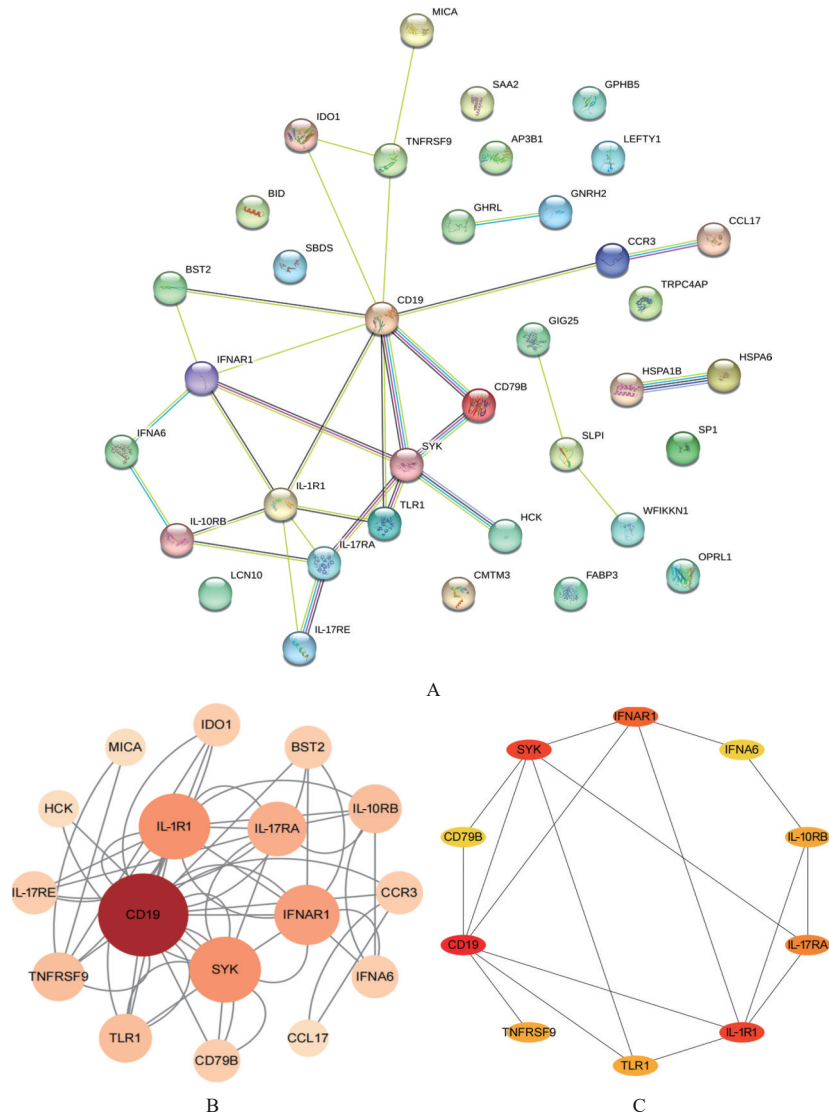 MICA
SAA2
GPHB5
IDO1
TNFRSF9
AP3B1
LEFTY1
BID
GHRL
GNRH2
CCR3
CCL17
SBDS
BST2
CD19
TRPC4AP
GIG25
IFNAR1
HSPA1B
HSPA6
CD79B
IFNA6
SYK
SLPI
SP1
IL-1R1
TLR1
IL-10RB
IL-17RA
HCK
WFIKKN1
LCN10
CMTM3
FABP3
OPRL1
IL-17RE
A
IDO1
MICA
BST2
HCK
IL-1R1
IL-17RA
IL-10RB
IL-17RE
CCR3
CD19
IFNAR1
TNFRSF9
SYK
IFNA6
TLR1
CD79B
CCL17
B
IFNAR1
SYK
IFNA6
CD79B
IL-10RB
CD19
IL-17RA
TNFRSF9
IL-1R1
TLR1
C